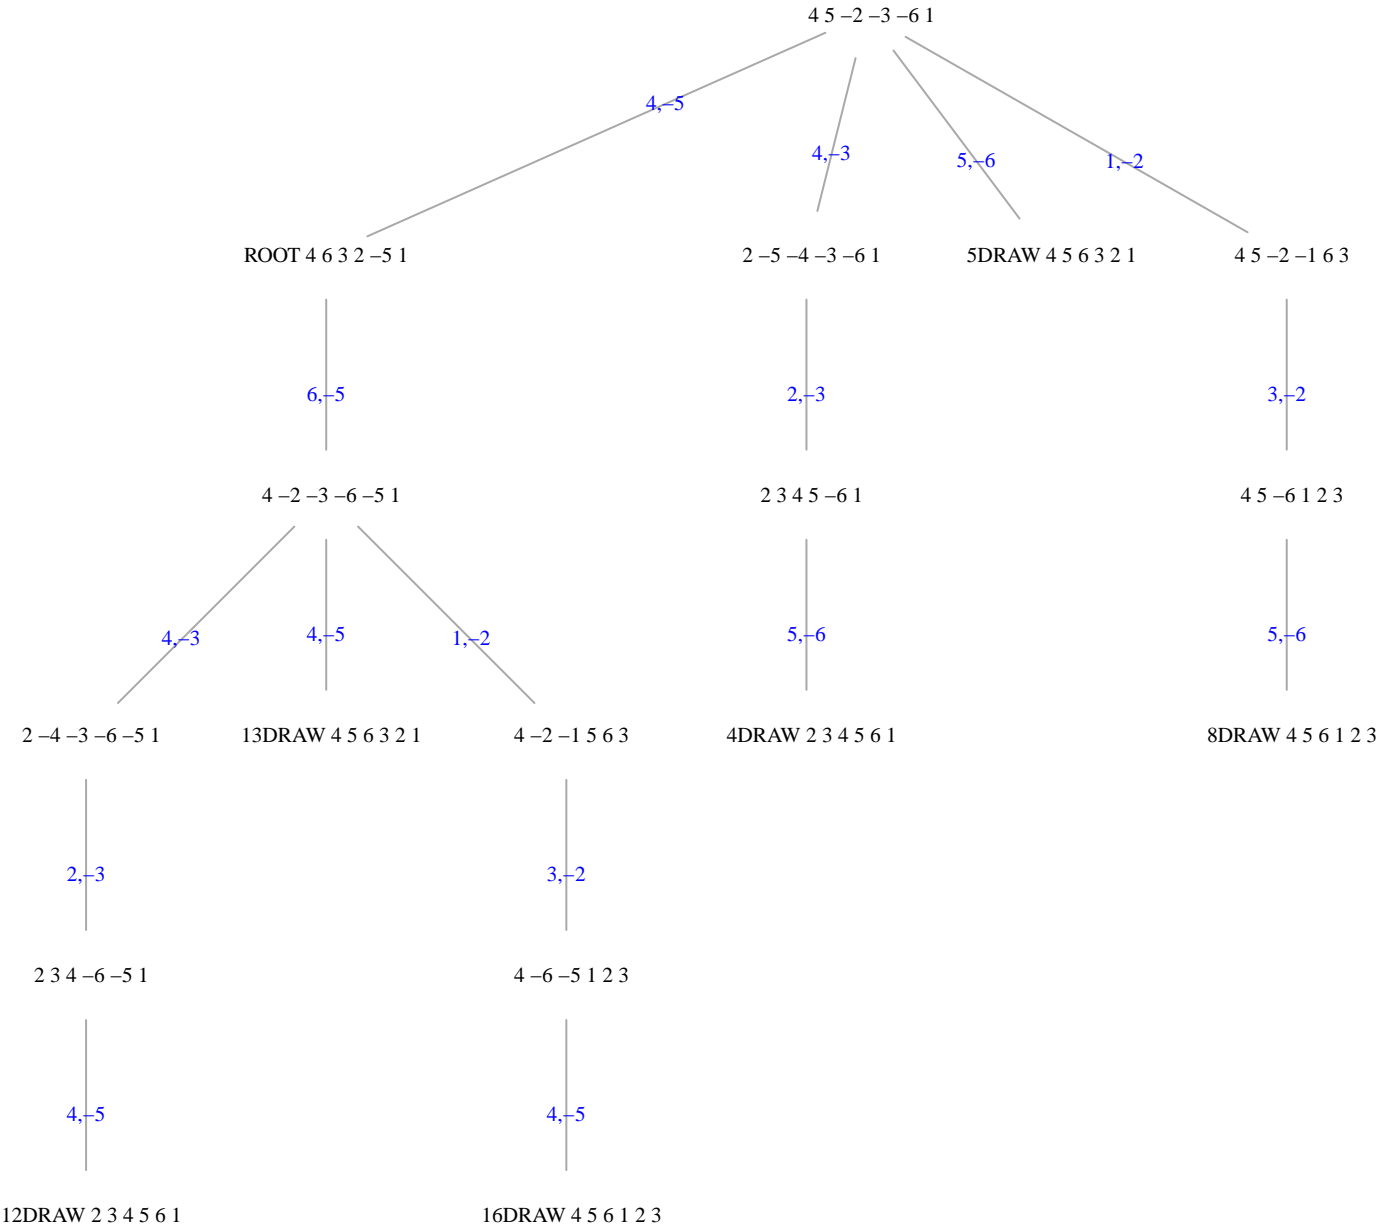 4 5 –2 –3 –6 1
4,–5
4,–3
5,–6
1,–2
ROOT 4 6 3 2 –5 1
2 –5 –4 –3 –6 1
5DRAW 4 5 6 3 2 1
4 5 –2 –1 6 3
6,–5
2,–3
3,–2
4 –2 –3 –6 –5 1
2 3 4 5 –6 1
4 5 –6 1 2 3
4,–3
4,–5
1,–2
5,–6
5,–6
2 –4 –3 –6 –5 1
13DRAW 4 5 6 3 2 1
4 –2 –1 5 6 3
4DRAW 2 3 4 5 6 1
8DRAW 4 5 6 1 2 3
2,–3
3,–2
2 3 4 –6 –5 1
4 –6 –5 1 2 3
4,–5
4,–5
12DRAW 2 3 4 5 6 1
16DRAW 4 5 6 1 2 3